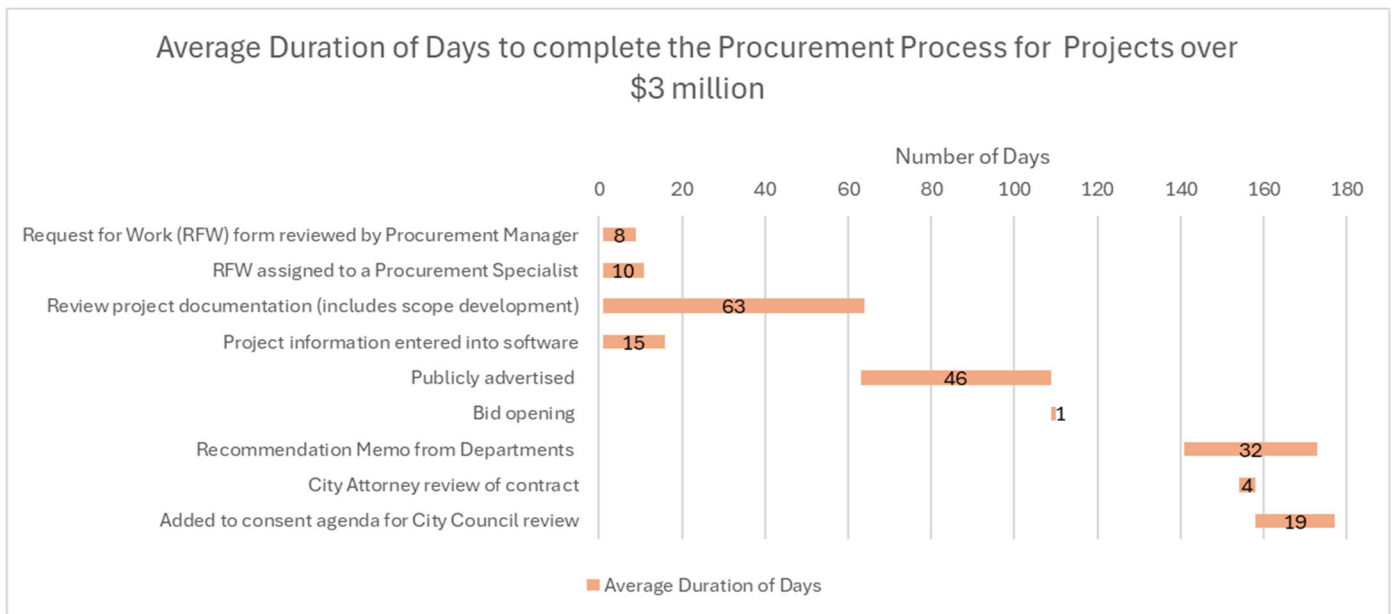 Average Duration of Days to complete the Procurement Process for Projects over
$3 million
Number of Days
0 20 40 60 80 100 120 140 160 180
Request for Work (RFW) form reviewed by Procurement Manager 8
RFW assigned to a Procurement Specialist 10
Review project documentation (includes scope development) 63
Project information entered into software 15
Publicly advertised 46
Bid opening 1
Recommendation Memo from Departments 32
City Attorney review of contract 4
Added to consent agenda for City Council review 19
Average Duration of Days